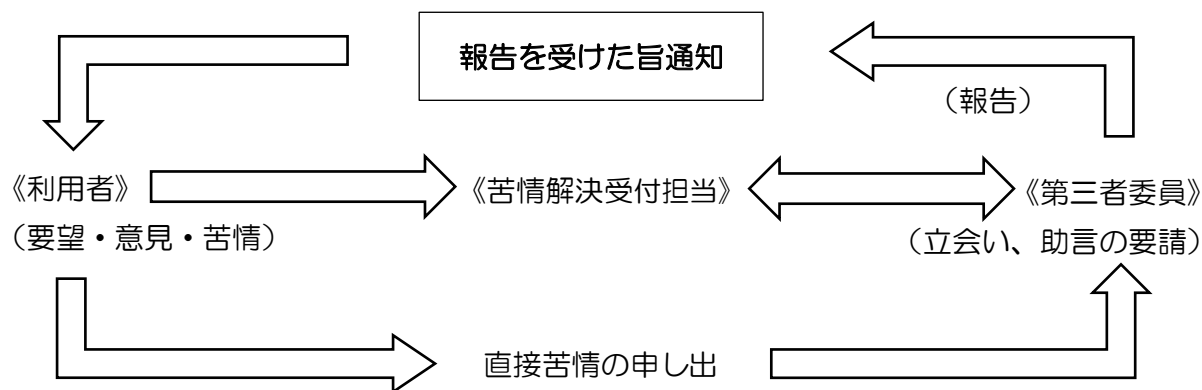 報告を受けた旨通知
（報告）
《利用者》
《苦情解決受付担当》
《第三者委員》
（要望・意見・苦情）
（立会い、助言の要請）
直接苦情の申し出